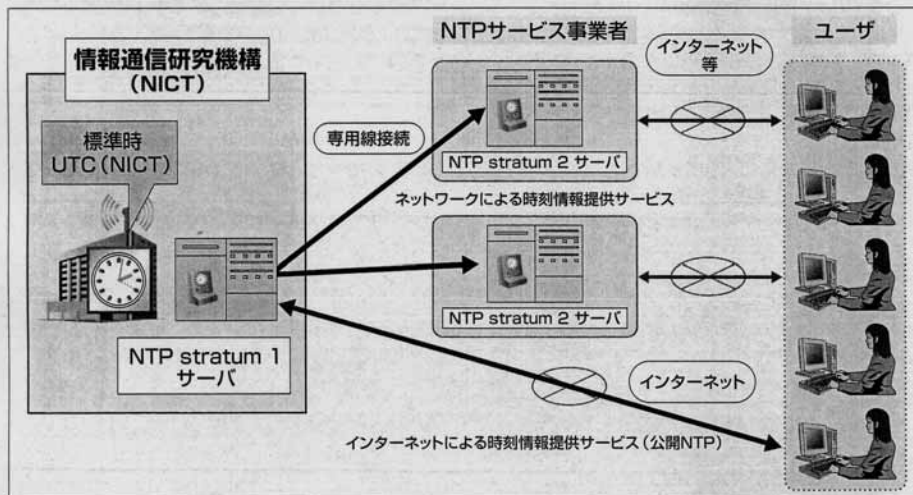 情報通信研究機構
(NICT)
標準時
UTC(NICT)
NTP stratum 1
サーバ
専用線接続
NTPサービス事業者
NTP stratum 2 サーバ
ネットワークによる時刻情報提供サービス
NTP stratum 2 サーバ
インターネット
等
ユーザ
インターネット
インターネットによる時刻情報提供サービス(公開NTP)